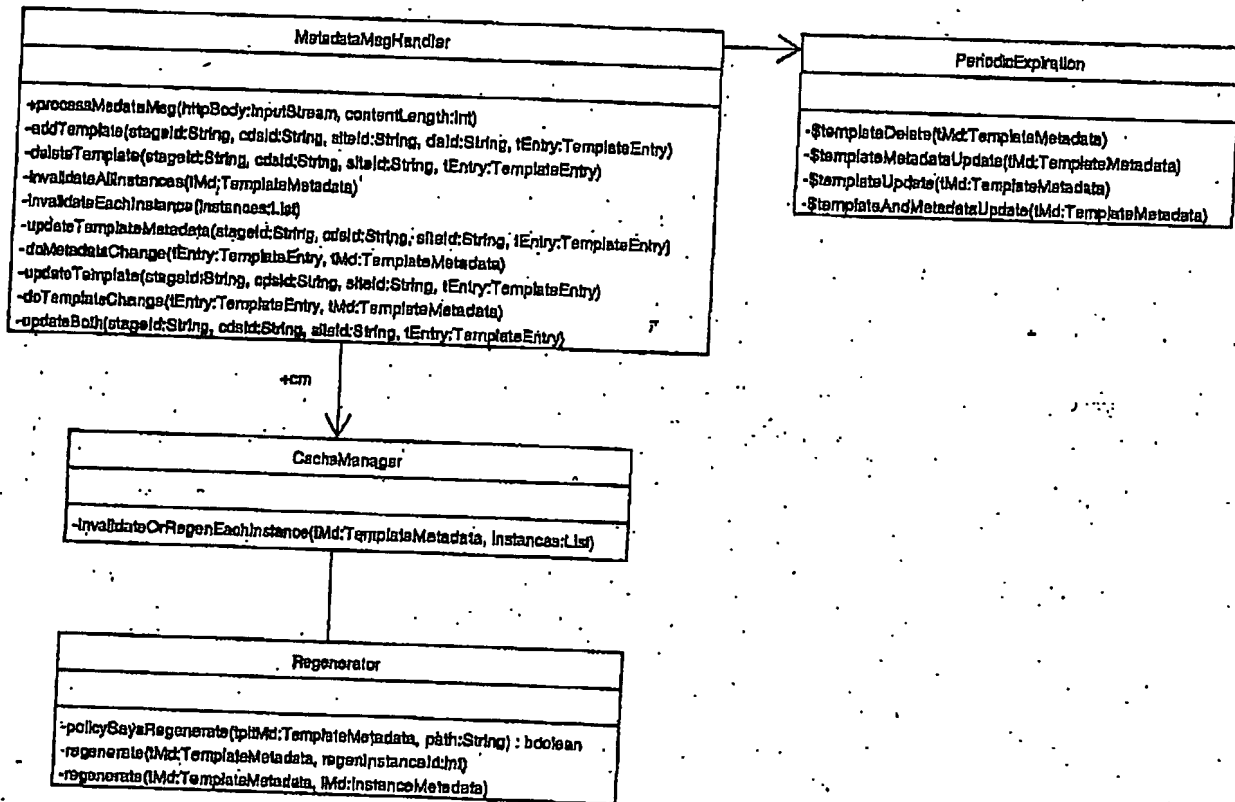 MetadataMsgHandler
+processMedataMsg(httpBody:InputStream, contentLength:Int)
-addTemplate(stageId:String, cdsId:String, siteId:String, dsId:String, tEntry:TemplateEntry)
-deleteTemplate(stageId:String, cdsId:String, siteId:String, tEntry:TemplateEntry)
-invalidateAllInstances(tMd:TemplateMetadata)
-invalidateEachInstance(instances:List)
-updateTemplateMetadata(stageId:String, cdsId:String, siteId:String, tEntry:TemplateEntry)
-doMetadataChange(tEntry:TemplateEntry, tMd:TemplateMetadata)
-updateTemplate(stageId:String, cdsId:String, siteId:String, tEntry:TemplateEntry)
-doTemplateChange(tEntry:TemplateEntry, tMd:TemplateMetadata)
-updateBoth(stageId:String, cdsId:String, siteId:String, tEntry:TemplateEntry)
PeriodicExpiration
-$templateDelete(tMd:TemplateMetadata)
-$templateMetadataUpdate(tMd:TemplateMetadata)
-$templateUpdate(tMd:TemplateMetadata)
-$templateAndMetadataUpdate(tMd:TemplateMetadata)
+cm
CacheManager
-invalidateOrRegenEachInstance(tMd:TemplateMetadata, instances:List)
Regenerator
-policySaysRegenerate(tpltMd:TemplateMetadata, path:String) : boolean
-regenerate(tMd:TemplateMetadata, regenInstanceId:Int)
-regenerate(tMd:TemplateMetadata, iMd:InstanceMetadata)